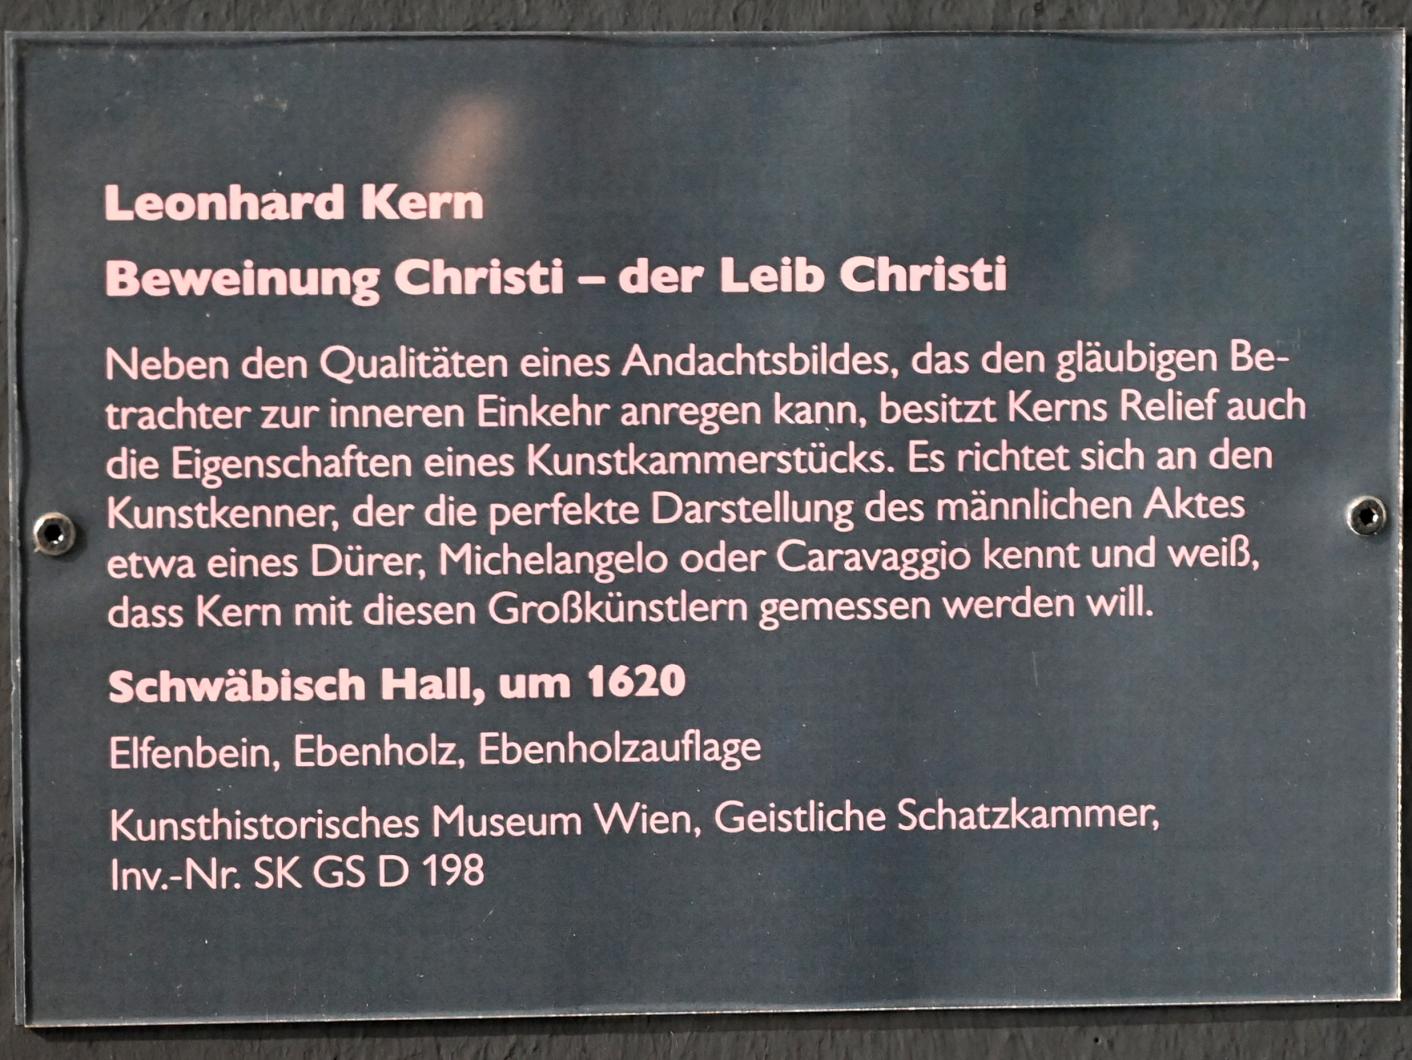 Leonhard Kern
Beweinung Christi – der Leib Christi
Neben den Qualitäten eines Andachtsbildes, das den gläubigen Be-
trachter zur inneren Einkehr anregen kann, besitzt Kerns Relief auch
die Eigenschaften eines Kunstkammerstücks. Es richtet sich an den
Kunstkenner, der die perfekte Darstellung des männlichen Aktes
etwa eines Dürer, Michelangelo oder Caravaggio kennt und weiß,
dass Kern mit diesen Großkünstlern gemessen werden will.
Schwäbisch Hall, um 1620
Elfenbein, Ebenholz, Ebenholzauflage
Kunsthistorisches Museum Wien, Geistliche Schatzkammer,
Inv.-Nr. SK GS D 198